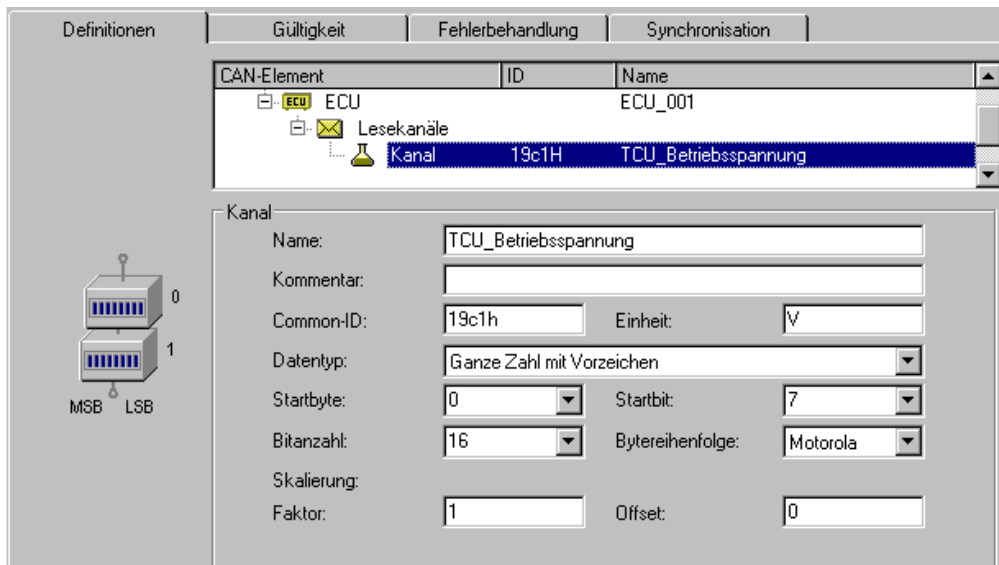 Definitionen Gültigkeit Fehlerbehandlung Synchronisation
CAN-Element ID Name
ECU ECU ECU_001
Lesekanäle
Kanal 19c1H TCU_Betriebsspannung
Kanal
Name: TCU_Betriebsspannung
Kommentar:
Common-ID: 19c1h Einheit: V
Datentyp: Ganze Zahl mit Vorzeichen
Startbyte: 0 Startbit: 7
Bitanzahl: 16 Bytereihenfolge: Motorola
Skalierung:
Faktor: 1 Offset: 0
0
1
MSB LSB